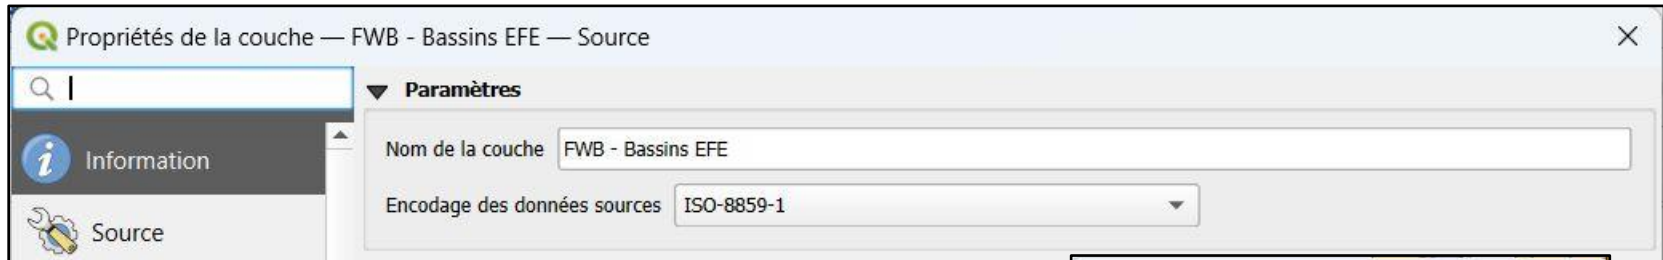 Propriétés de la couche — FWB - Bassins EFE — Source
Paramètres
Information
Nom de la couche FWB - Bassins EFE
Encodage des données sources ISO-8859-1
Source